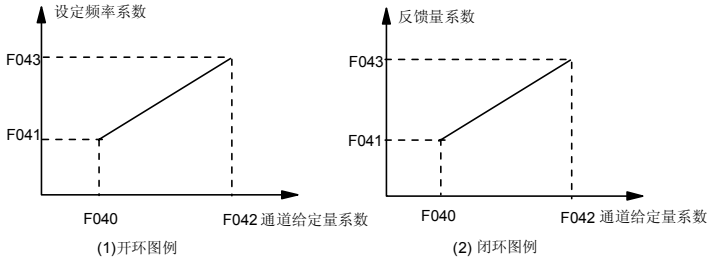 设定频率系数
F043
F041
F040
F042 通道给定量系数
(1)开环图例
反馈量系数
F043
F041
F040
F042 通道给定量系数
(2) 闭环图例